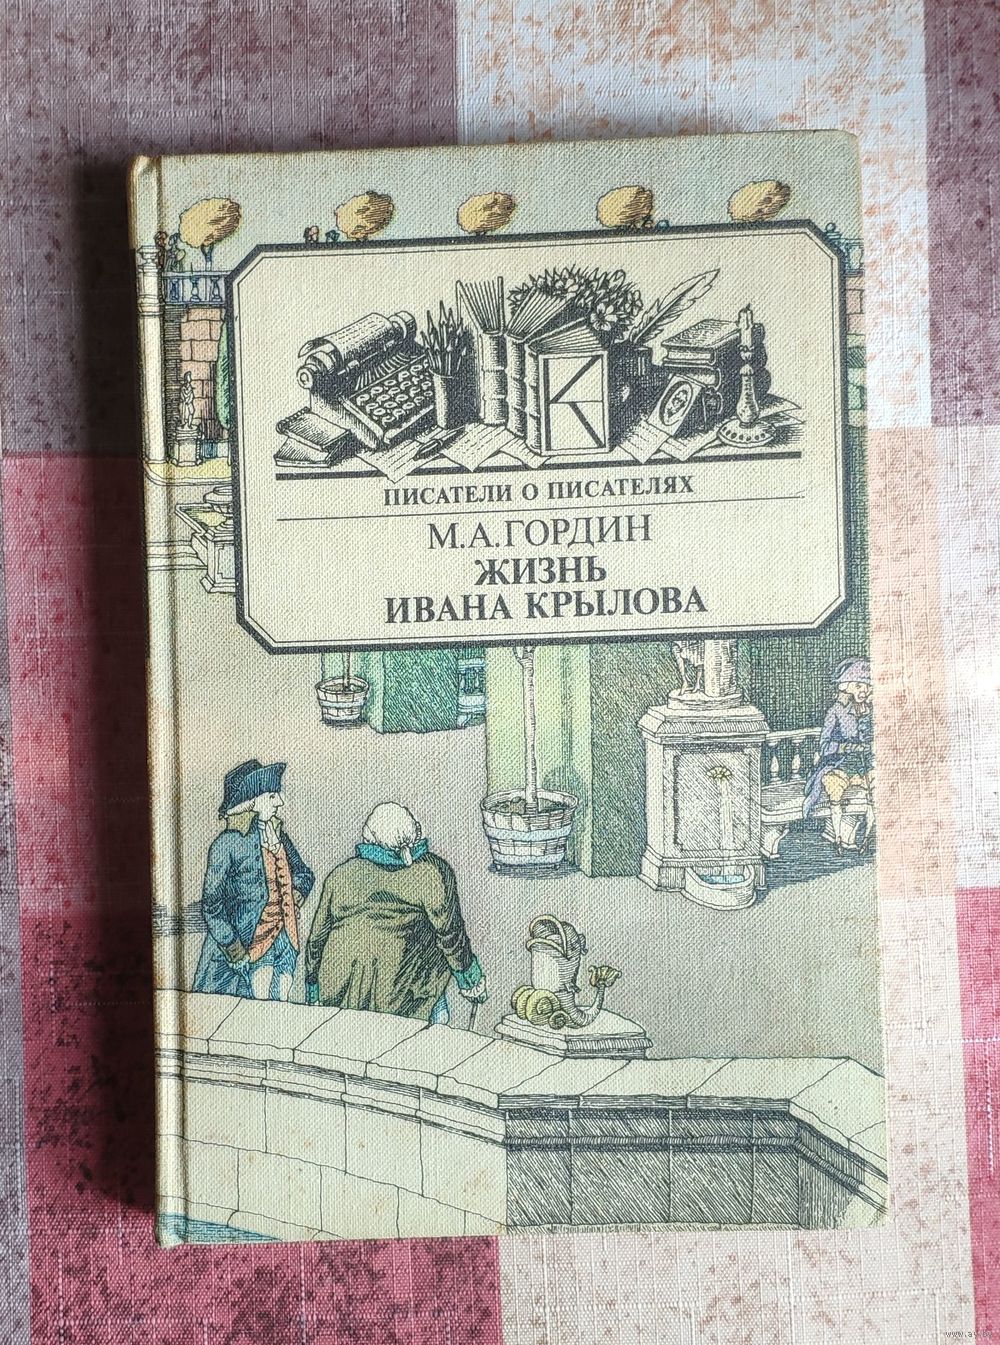 К
ПИСАТЕЛИ О ПИСАТЕЛЯХ
М.А.ГОРДИН
ЖИЗНЬ
ИВАНА КРЫЛОВА